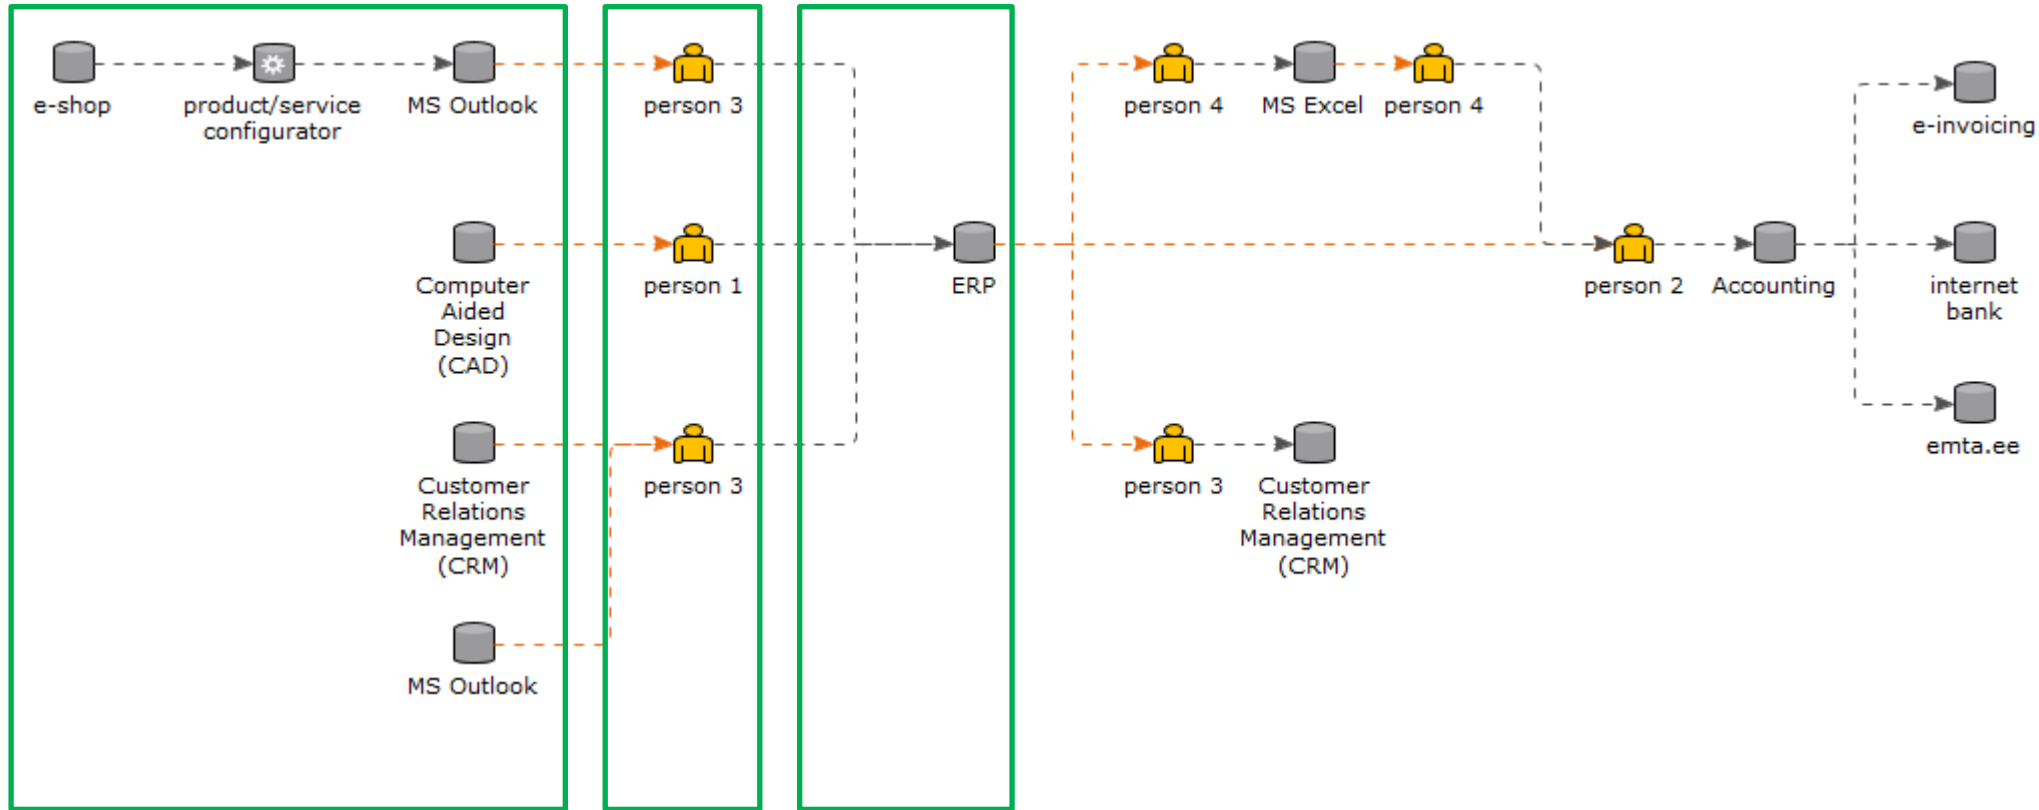 e-shop
product/service
configurator
MS Outlook
person 3
person 4
MS Excel
person 4
e-invoicing
Computer
Aided
Design
(CAD)
person 1
ERP
person 2
Accounting
internet
bank
emta.ee
Customer
Relations
Management
(CRM)
person 3
person 3
Customer
Relations
Management
(CRM)
MS Outlook